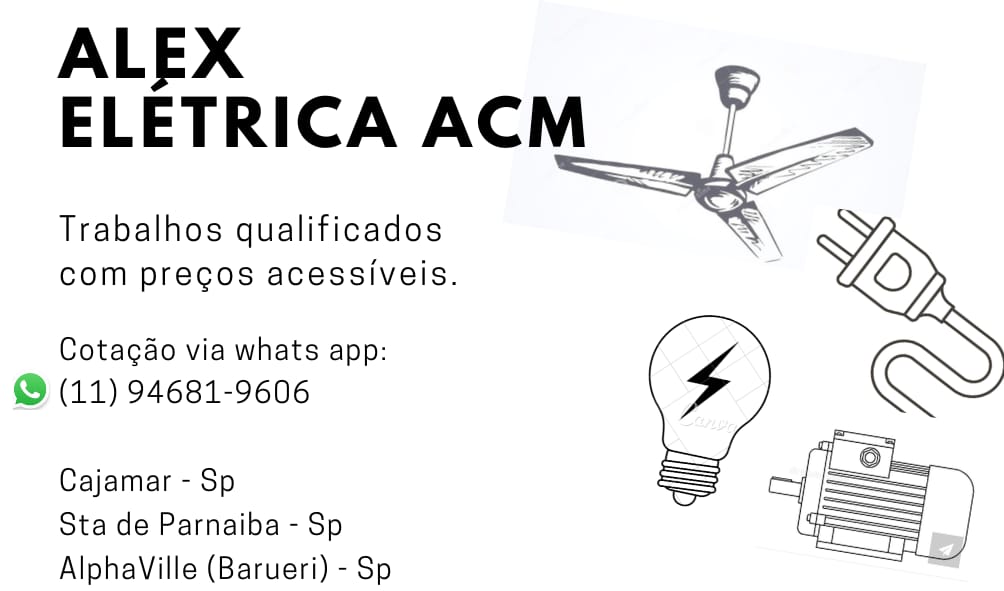 ALEX
ELÉTRICA ACM
Trabalhos qualificados
com preços acessíveis.
Cotação via whats app:
(11) 94681-9606
Canva
Cajamar - Sp
Sta de Parnaiba - Sp
AlphaVille (Barueri) - Sp